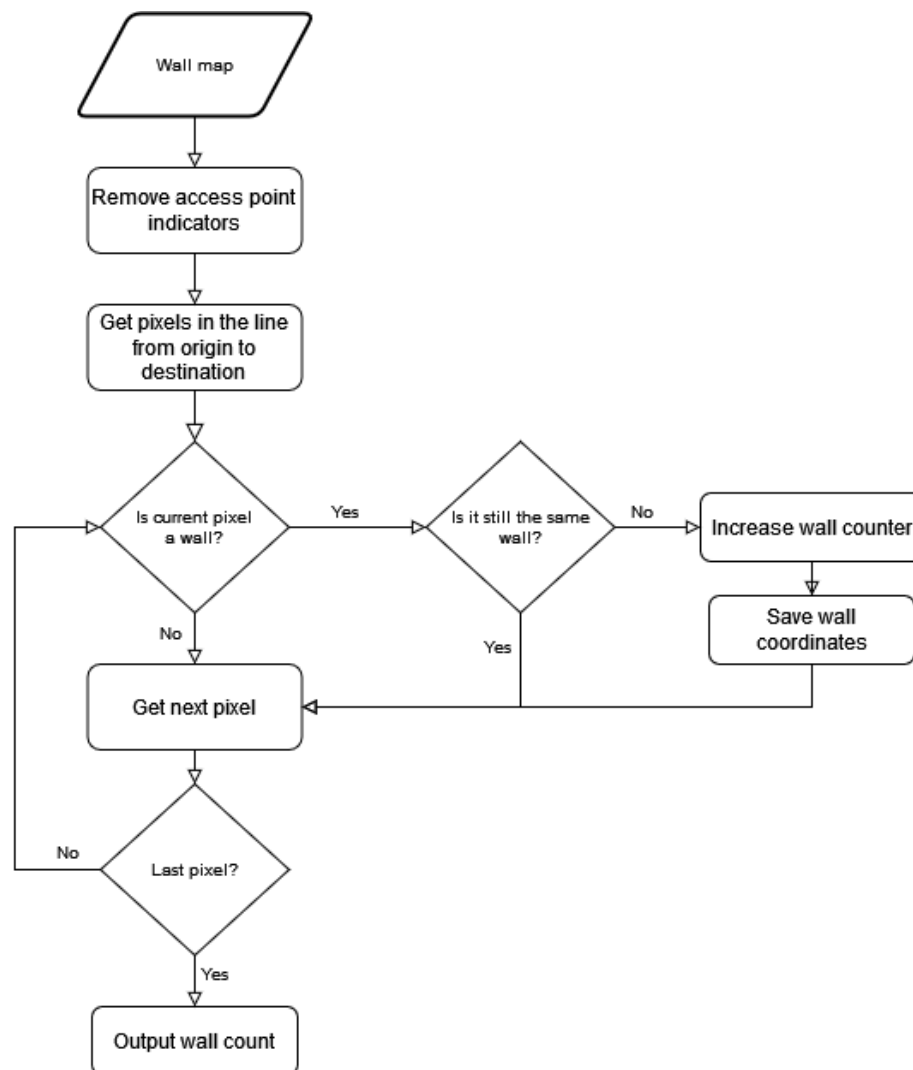 Wall map
Remove access point
indicators
Get pixels in the line
from origin to
destination
Is current pixel
a wall?
Yes
Is it still the same
wall?
No
Increase wall counter
Save wall
coordinates
No
Yes
Get next pixel
No
Last pixel?
Yes
Output wall count